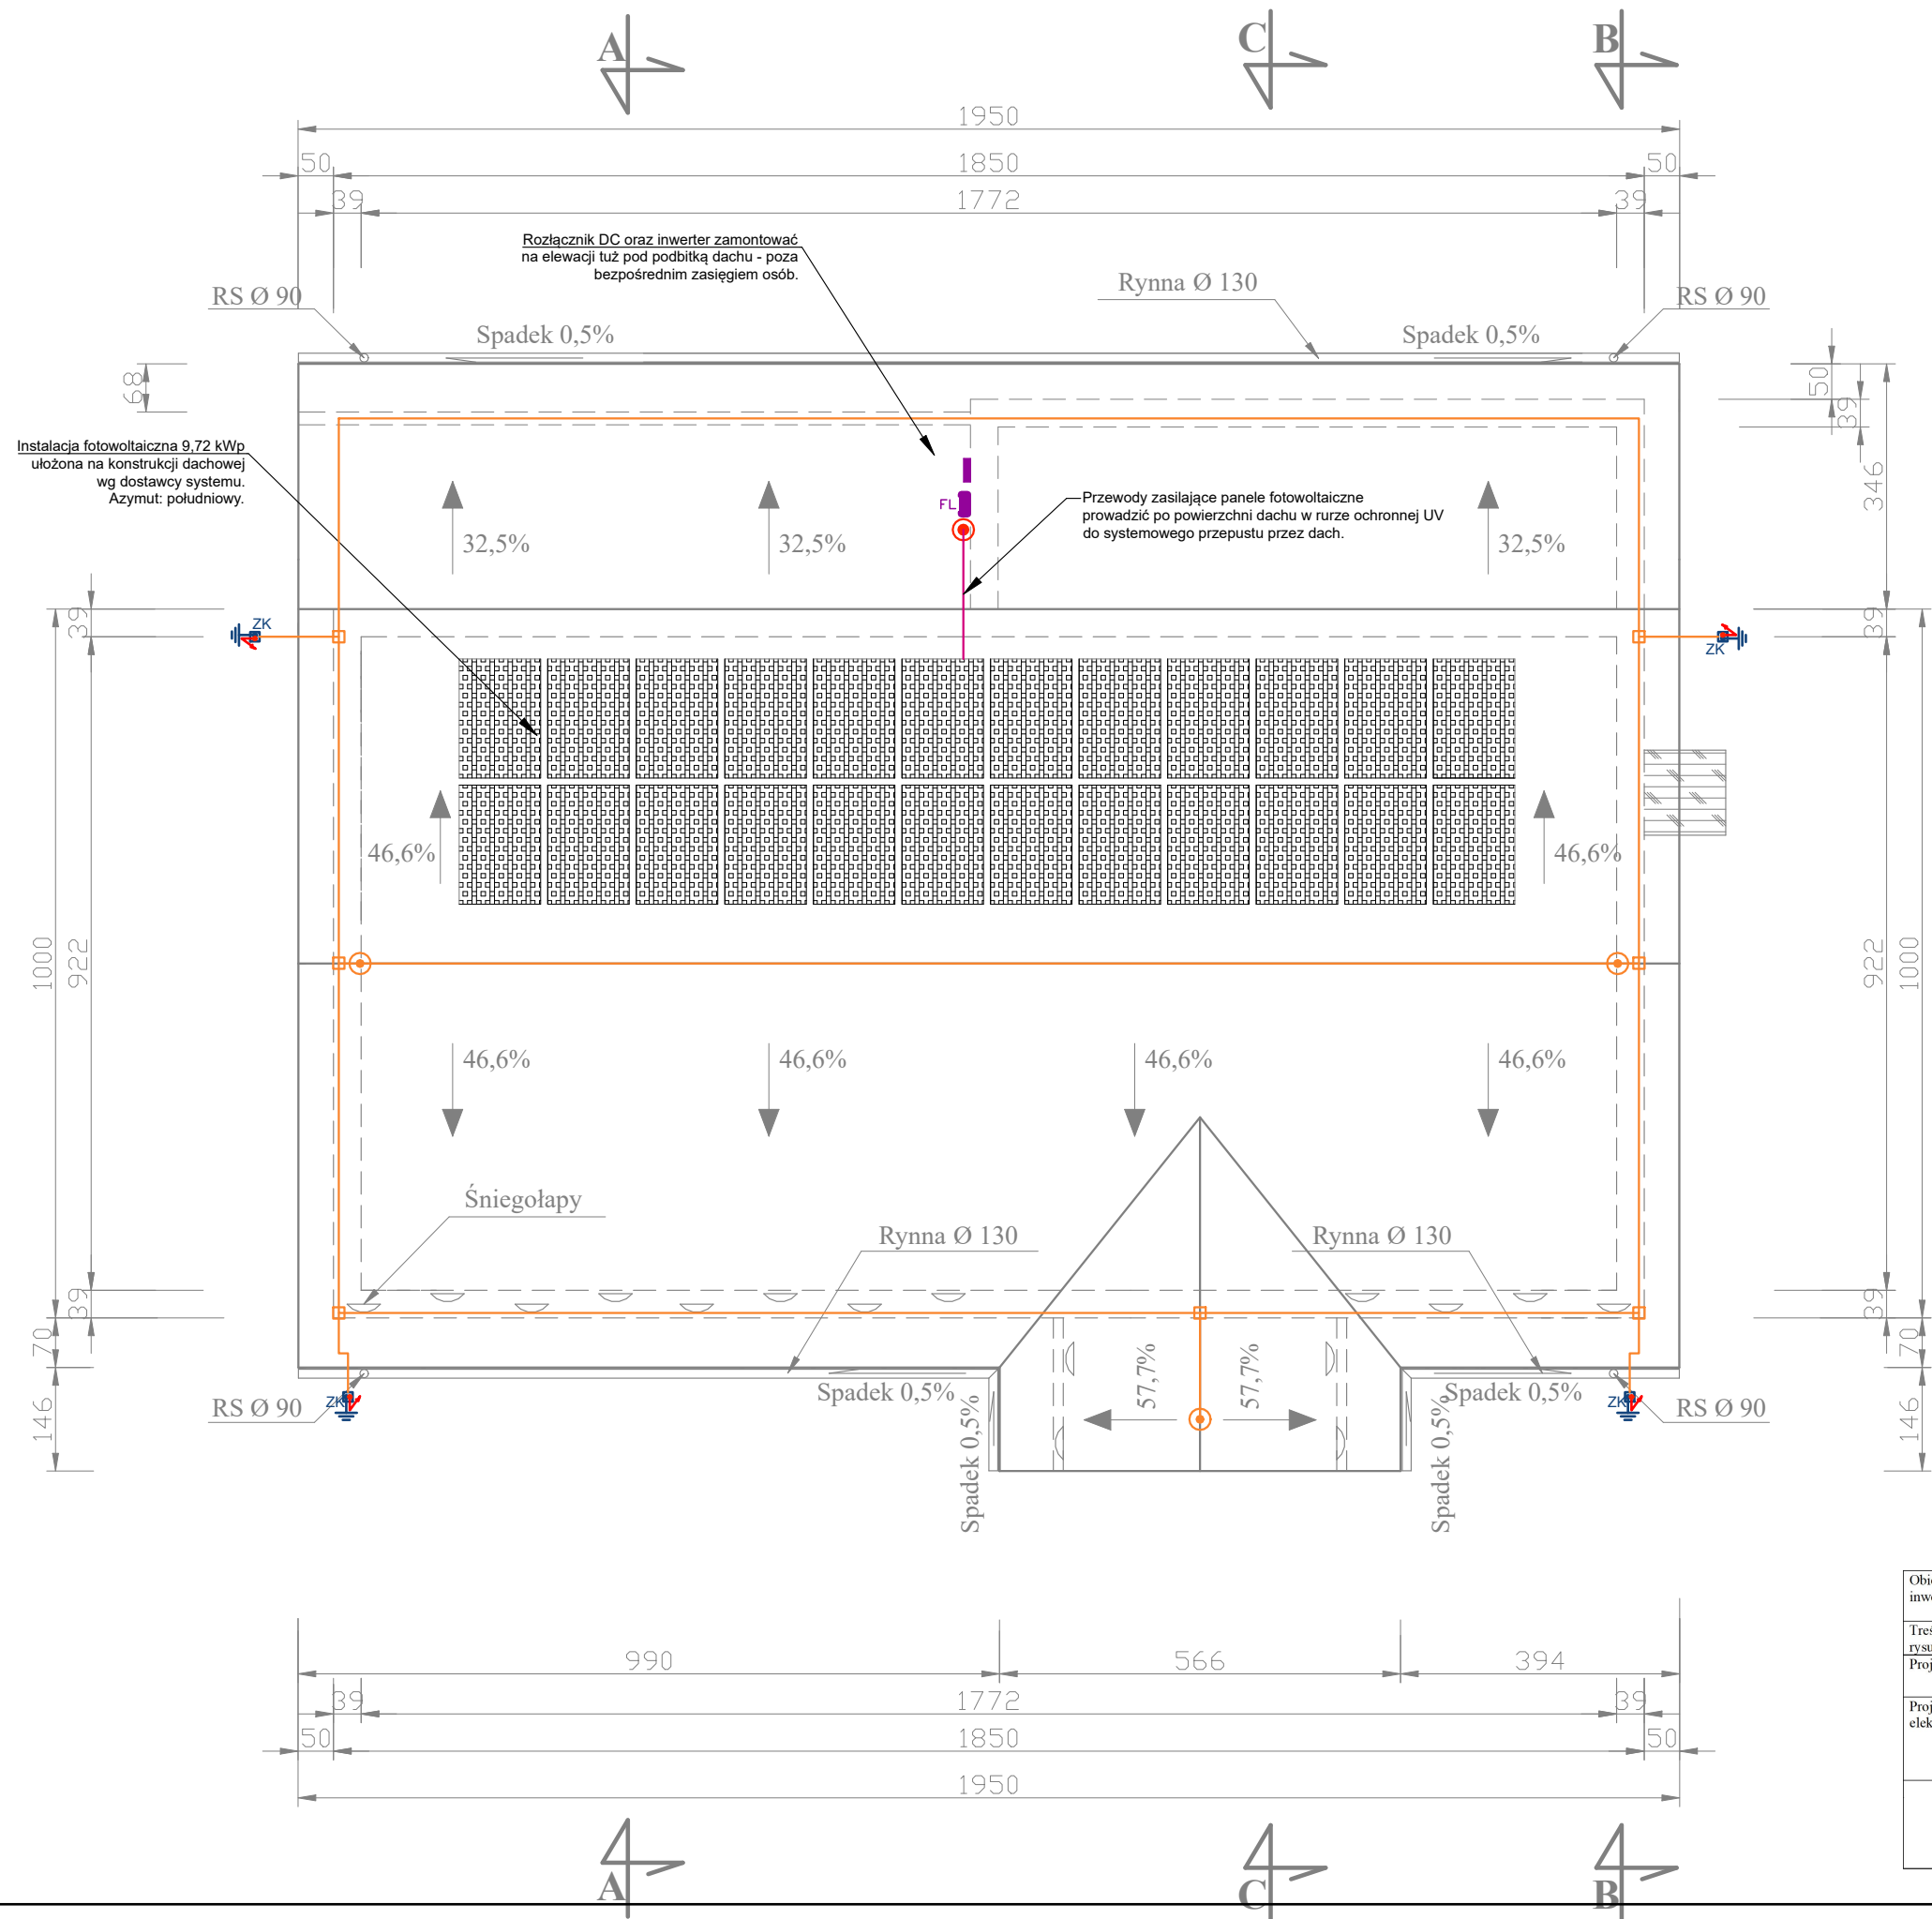 A
C
B
1950
50
1850
50
39
1772
39
Rozłącznik DC oraz inwerter zamontować
na elewacji tuż pod podbitką dachu - poza
bezpośrednim zasięgiem osób.
RS Ø 90
Rynna Ø 130
RS Ø 90
Spadek 0,5%
Spadek 0,5%
68
50
39
346
Instalacja fotowoltaiczna 9,72 kWp
ułożona na konstrukcji dachowej
wg dostawcy systemu.
Azymut: południowy.
FL
Przewody zasilające panele fotowoltaiczne
prowadzić po powierzchni dachu w rurze ochronnej UV
do systemowego przepustu przez dach.
32,5%
32,5%
32,5%
39
ZK
39
ZK
46,6%
46,6%
1000
922
922
1000
46,6%
46,6%
46,6%
46,6%
Śniegołapy
Rynna Ø 130
Rynna Ø 130
39
39
70
70
57,7%
57,7%
Spadek 0,5%
Spadek 0,5%
RS Ø 90
ZK
ZK
RS Ø 90
146
146
Spadek 0,5%
Spadek 0,5%
990
566
394
39
1772
39
50
1850
50
1950
A
C
B